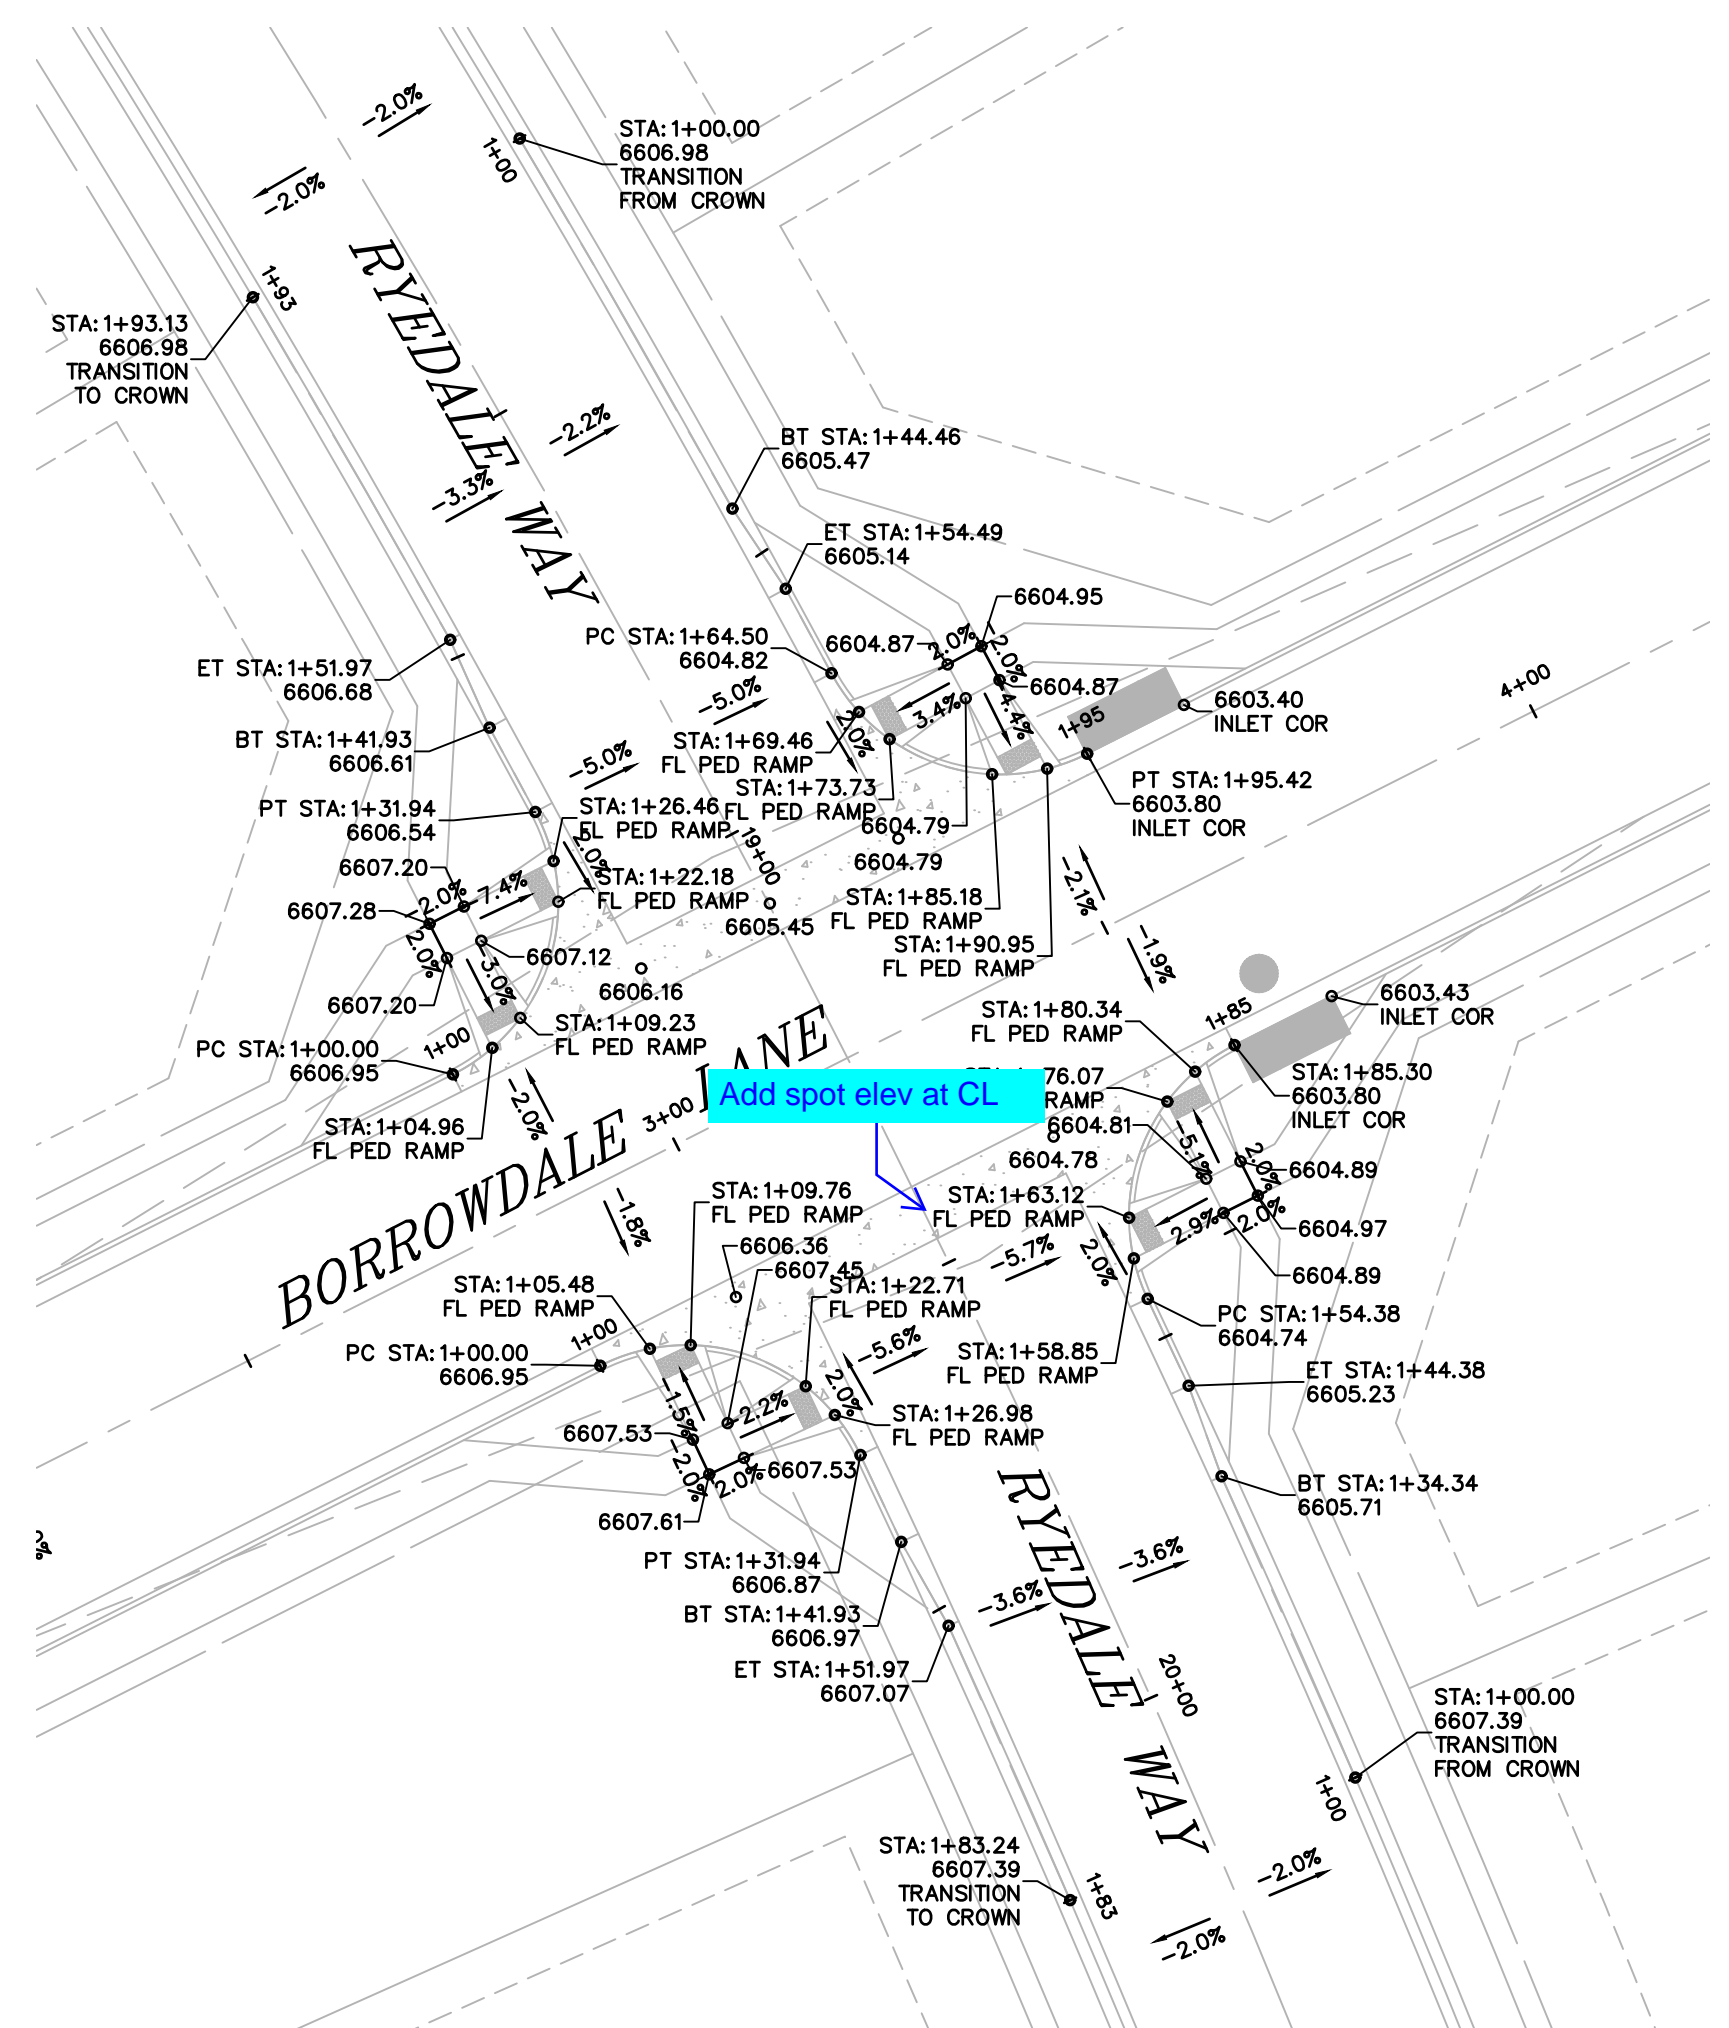 -2.0%
STA:1+00.00
6606.98
TRANSITION
FROM CROWN
1+00
-2.0%
RYEDALE WAY
1+93
STA:1+93.13
6606.98
TRANSITION
TO CROWN
-2.2%
BT STA:1+44.46
6605.47
-3.3%
ET STA:1+54.49
6605.14
6604.95
PC STA:1+64.50
6604.82
6604.87
2.0%
-2.0%
6604.87
ET STA:1+51.97
6606.68
-5.0%
3.4%
-4.4%
1+95
6603.40
INLET COR
4+00
BT STA:1+41.93
6606.61
STA:1+69.46
FL PED RAMP
2.0%
-5.0%
STA:1+73.73
FL PED RAMP
PT STA:1+95.42
6603.80
INLET COR
PT STA:1+31.94
6606.54
STA:1+26.46
FL PED RAMP
6604.79
6604.79
19+00
2.0%
6607.20
-7.4%
STA:1+22.18
FL PED RAMP
STA:1+85.18
FL PED RAMP
-2.1%
6607.28
-2.0%
6605.45
2.0%
6607.12
STA:1+90.95
FL PED RAMP
-1.9%
-3.0%
6607.20
6606.16
6603.43
INLET COR
STA:1+80.34
FL PED RAMP
1+85
STA:1+09.23
FL PED RAMP
1+00
PC STA:1+00.00
6606.95
STA:1+85.30
6603.80
INLET COR
Add spot elev at CL
76.07
RAMP
-2.0%
3+00
BORROWDALE LANE
STA:1+04.96
FL PED RAMP
6604.81
-5.1%
6604.78
2.0%
6604.89
STA:1+09.76
FL PED RAMP
STA:1+63.12
FL PED RAMP
-1.8%
2.9%
-2.0%
6604.97
6606.36
6607.45
-5.7%
2.0%
6604.89
STA:1+05.48
FL PED RAMP
STA:1+22.71
FL PED RAMP
PC STA:1+54.38
6604.74
1+00
PC STA:1+00.00
6606.95
-5.6%
STA:1+58.85
FL PED RAMP
2.0%
ET STA:1+44.38
6605.23
-1.5%
-2.2%
STA:1+26.98
FL PED RAMP
6607.53
-2.0%
2.0%
6607.53
BT STA:1+34.34
6605.71
6607.61
RYEDALE WAY
PT STA:1+31.94
6606.87
-3.6%
-3.6%
BT STA:1+41.93
6606.97
ET STA:1+51.97
6607.07
20+00
STA:1+00.00
6607.39
TRANSITION
FROM CROWN
1+00
STA:1+83.24
6607.39
TRANSITION
TO CROWN
1+83
-2.0%
-2.0%